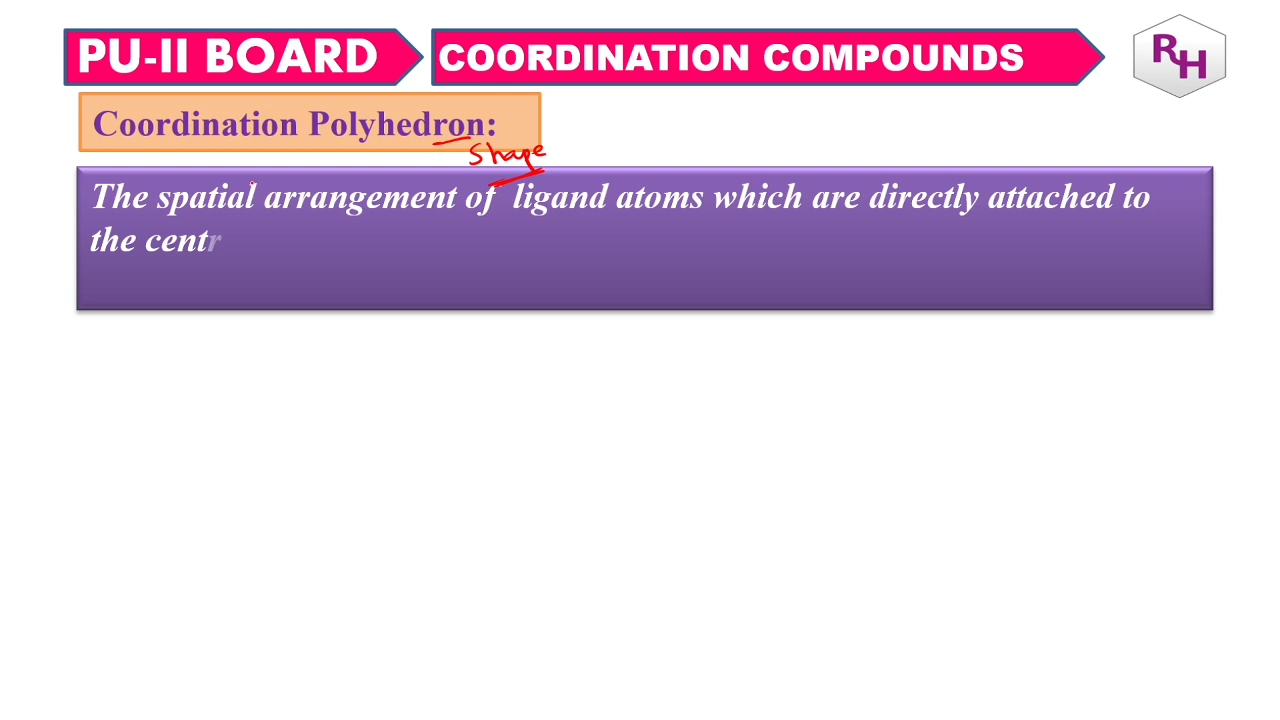 PU-II BOARD
COORDINATION COMPOUNDS
RH
Coordination Polyhedron:
Shape
The spatial arrangement of ligand atoms which are directly attached to
the centr